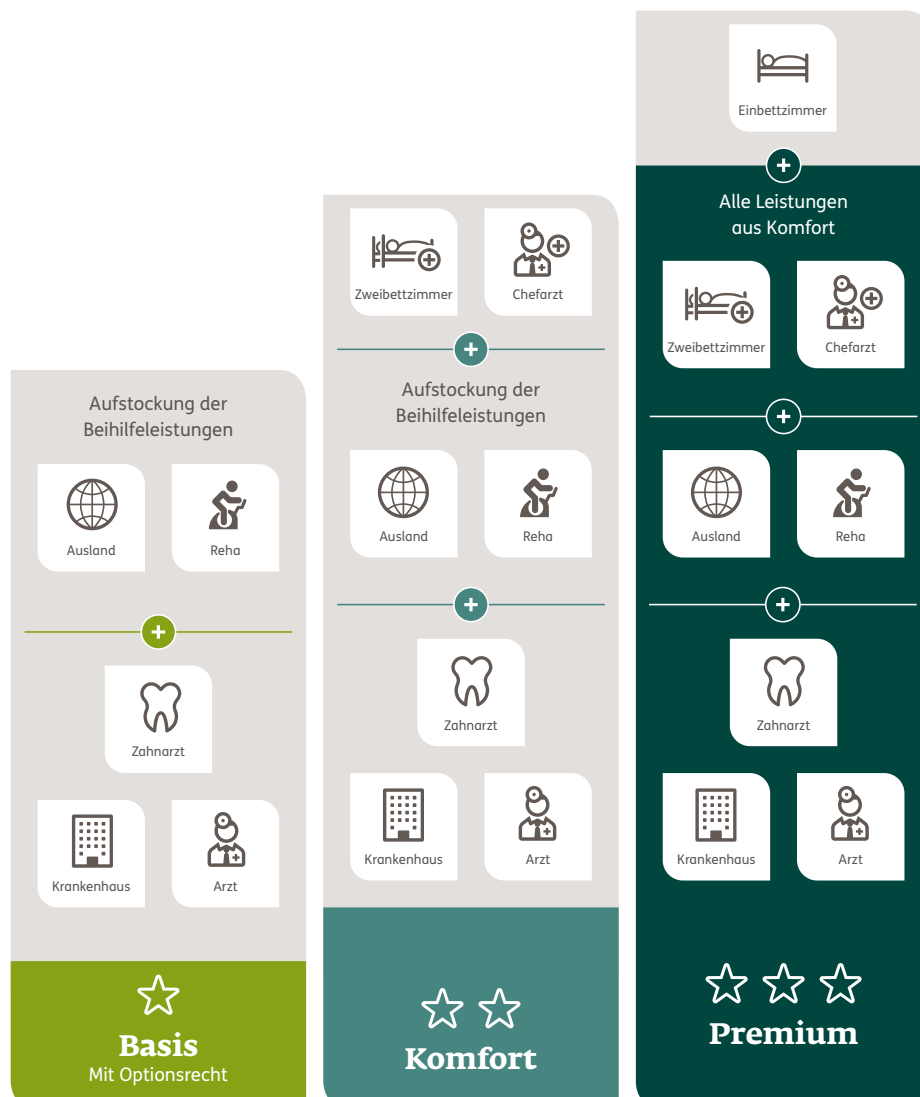 Aufstockung der
Beihilfeleistungen
Ausland
Reha
Zahnarzt
Krankenhaus
Arzt
Basis
Mit Optionsrecht
Zweibettzimmer
Chefarzt
Aufstockung der
Beihilfeleistungen
Ausland
Reha
Zahnarzt
Krankenhaus
Arzt
Komfort
Einbettzimmer
Alle Leistungen
aus Komfort
Zweibettzimmer
Chefarzt
Ausland
Reha
Zahnarzt
Krankenhaus
Arzt
Premium